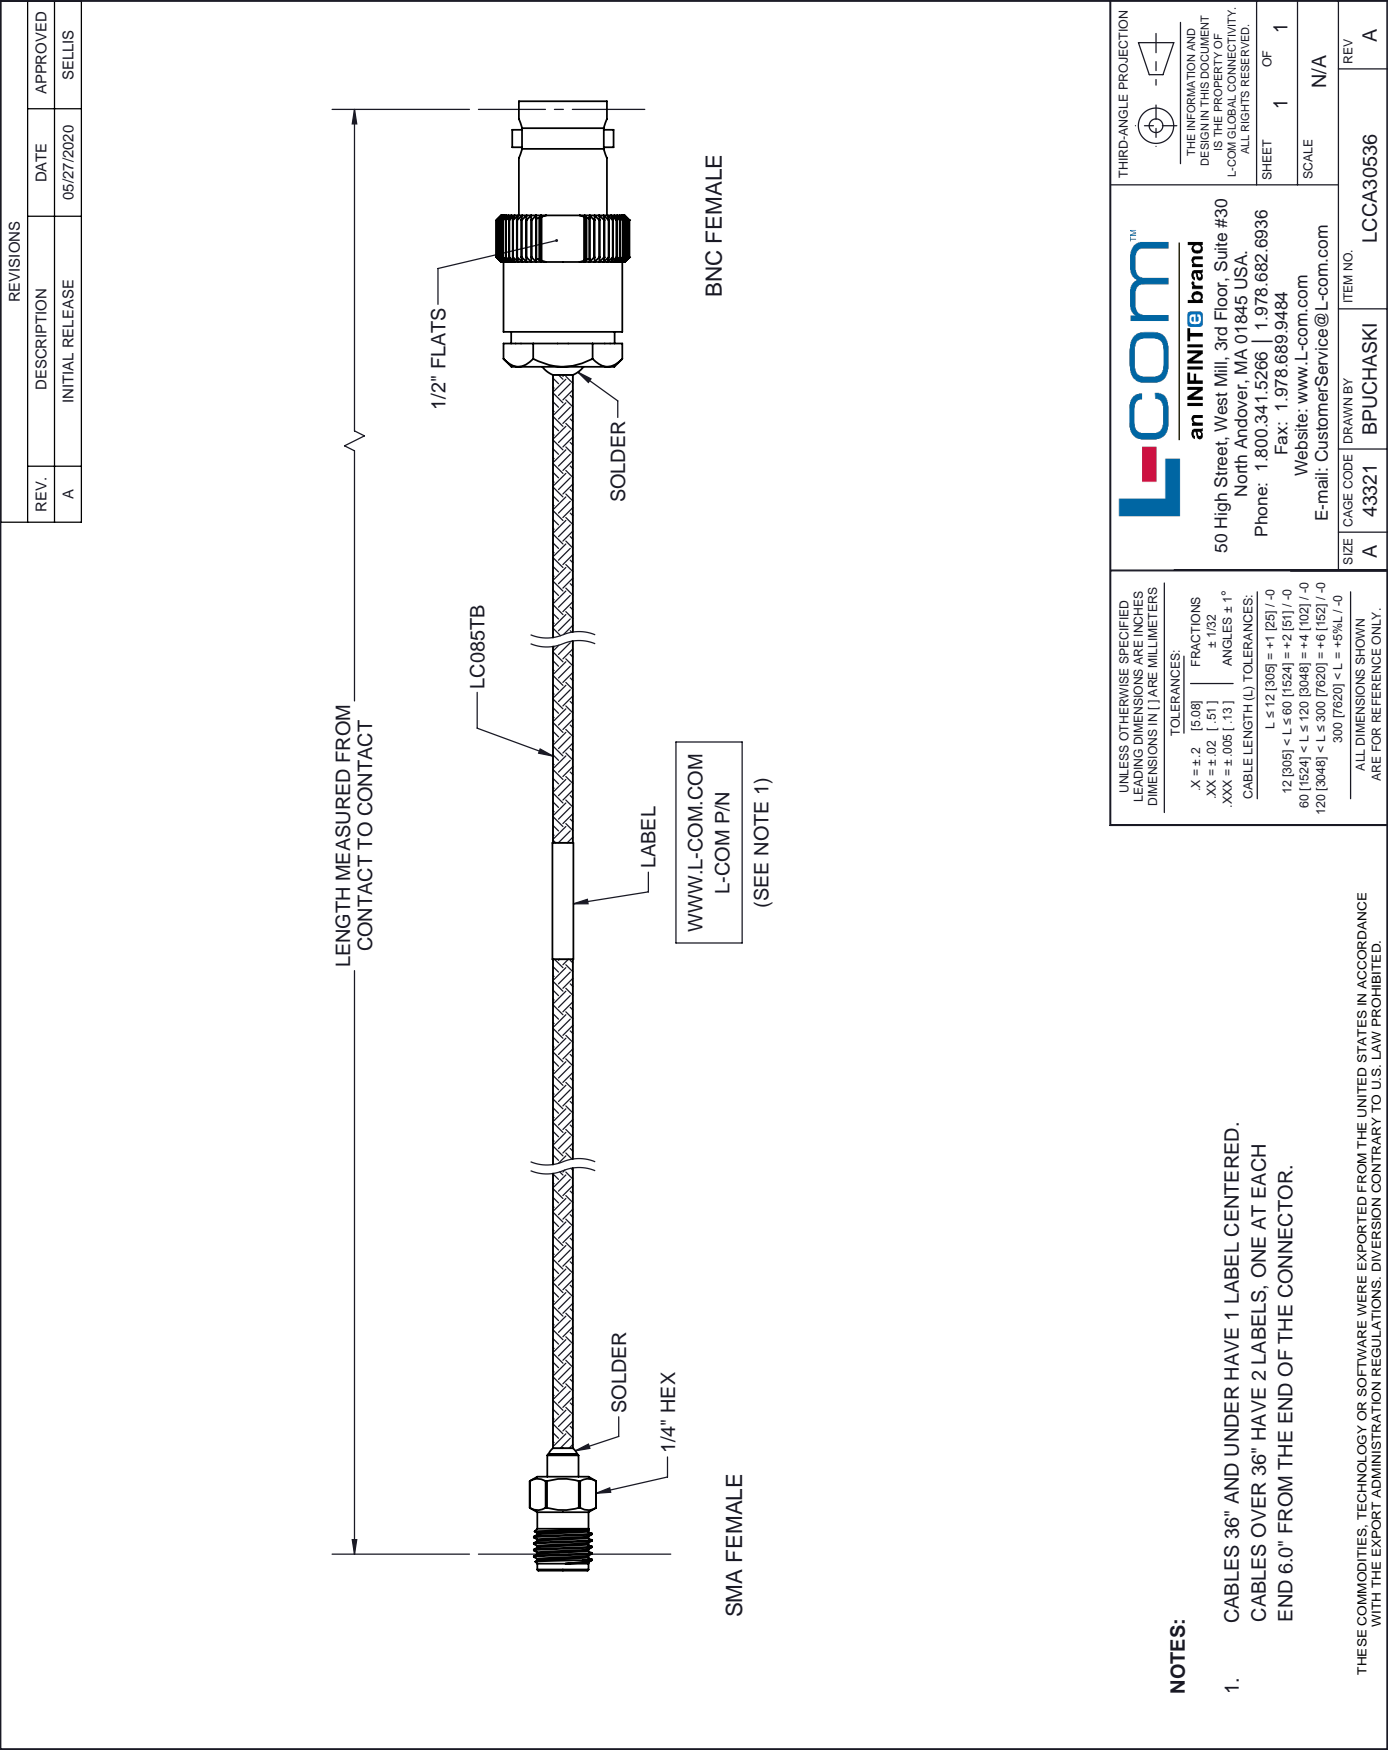 REVISIONS
REV. DESCRIPTION DATE APPROVED
A INITIAL RELEASE 05/27/2020 SELLIS
LENGTH MEASURED FROM
CONTACT TO CONTACT
1/2" FLATS
LC085TB
SOLDER
BNC FEMALE
LABEL
WWW.L-COM.COM
L-COM P/N
(SEE NOTE 1)
SOLDER
1/4" HEX
SMA FEMALE
NOTES:
1. CABLES 36" AND UNDER HAVE 1 LABEL CENTERED.
CABLES OVER 36" HAVE 2 LABELS, ONE AT EACH
END 6.0" FROM THE END OF THE CONNECTOR.
THESE COMMODITIES, TECHNOLOGY OR SOFTWARE WERE EXPORTED FROM THE UNITED STATES IN ACCORDANCE
WITH THE EXPORT ADMINISTRATION REGULATIONS. DIVERSION CONTRARY TO U.S. LAW PROHIBITED.
UNLESS OTHERWISE SPECIFIED
LEADING DIMENSIONS ARE INCHES
DIMENSIONS IN [ ] ARE MILLIMETERS
TOLERANCES:
.X = ± .2 [5.08] FRACTIONS
.XX = ± .02 [ .51 ] ± 1/32
.XXX = ± .005 [ .13 ] ANGLES ± 1°
CABLE LENGTH (L) TOLERANCES:
L ≤ 12 [305] = +1 [25] / -0
12 [305] < L ≤ 60 [1524] = +2 [51] / -0
60 [1524] < L ≤ 120 [3048] = +4 [102] / -0
120 [3048] < L ≤ 300 [7620] = +6 [152] / -0
300 [7620] < L = +5%L / -0
ALL DIMENSIONS SHOWN
ARE FOR REFERENCE ONLY.
L-com™
an INFINITe brand
50 High Street, West Mill, 3rd Floor, Suite #30
North Andover, MA 01845 USA.
Phone: 1.800.341.5266 | 1.978.682.6936
Fax: 1.978.689.9484
Website: www.L-com.com
E-mail: CustomerService@L-com.com
THIRD-ANGLE PROJECTION
THE INFORMATION AND
DESIGN IN THIS DOCUMENT
IS THE PROPERTY OF
L-COM GLOBAL CONNECTIVITY.
ALL RIGHTS RESERVED.
SHEET 1 OF 1
SCALE N/A
SIZE A
CAGE CODE 43321
DRAWN BY BPUCHASKI
ITEM NO. LCCA30536
REV A